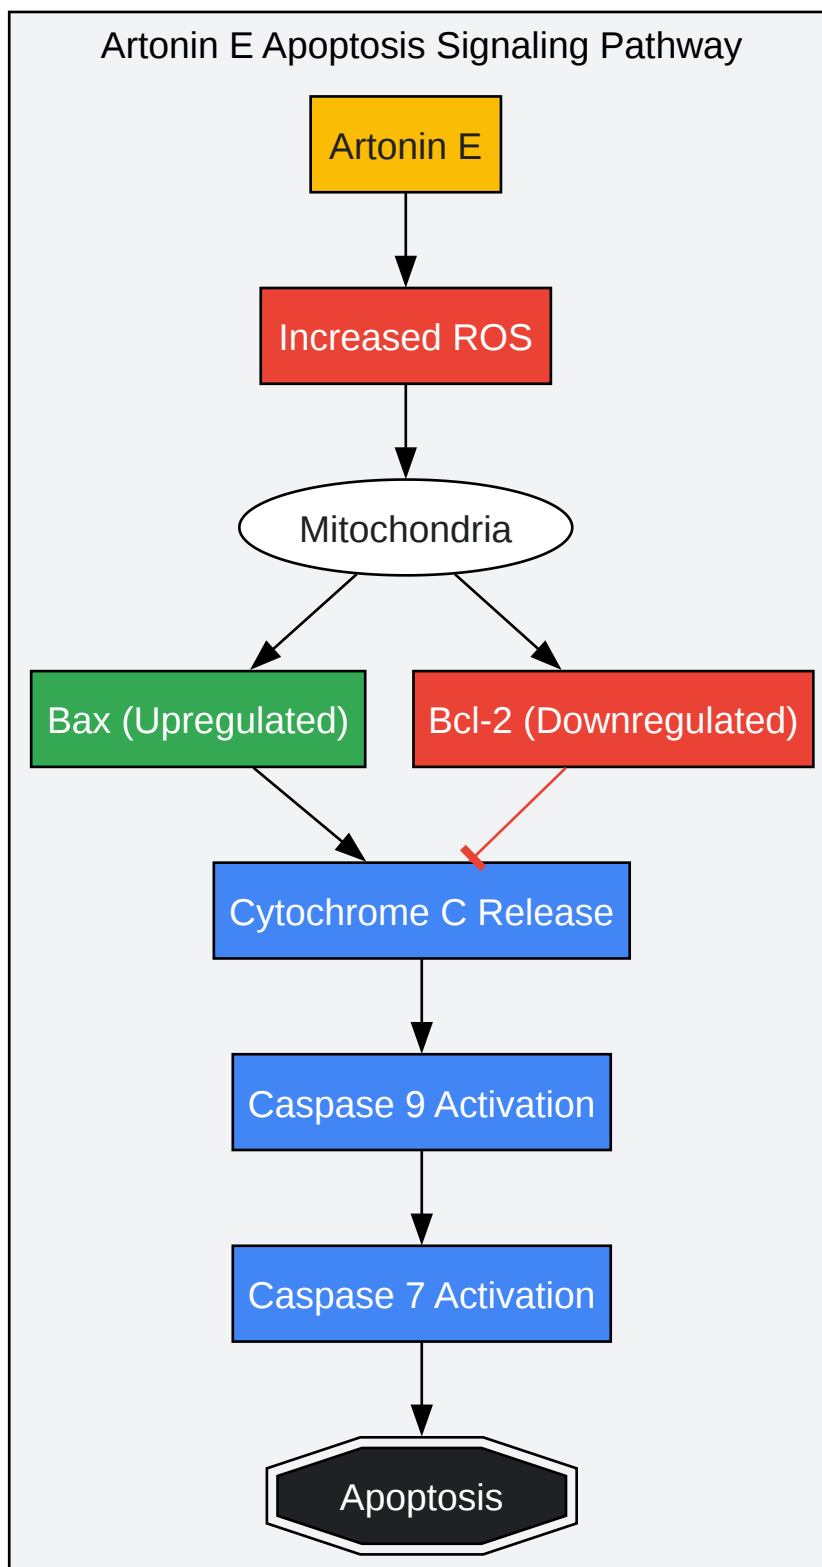 Artonin E Apoptosis Signaling Pathway
Artonin E
Increased ROS
Mitochondria
Bax (Upregulated)
Bcl-2 (Downregulated)
Cytochrome C Release
Caspase 9 Activation
Caspase 7 Activation
Apoptosis